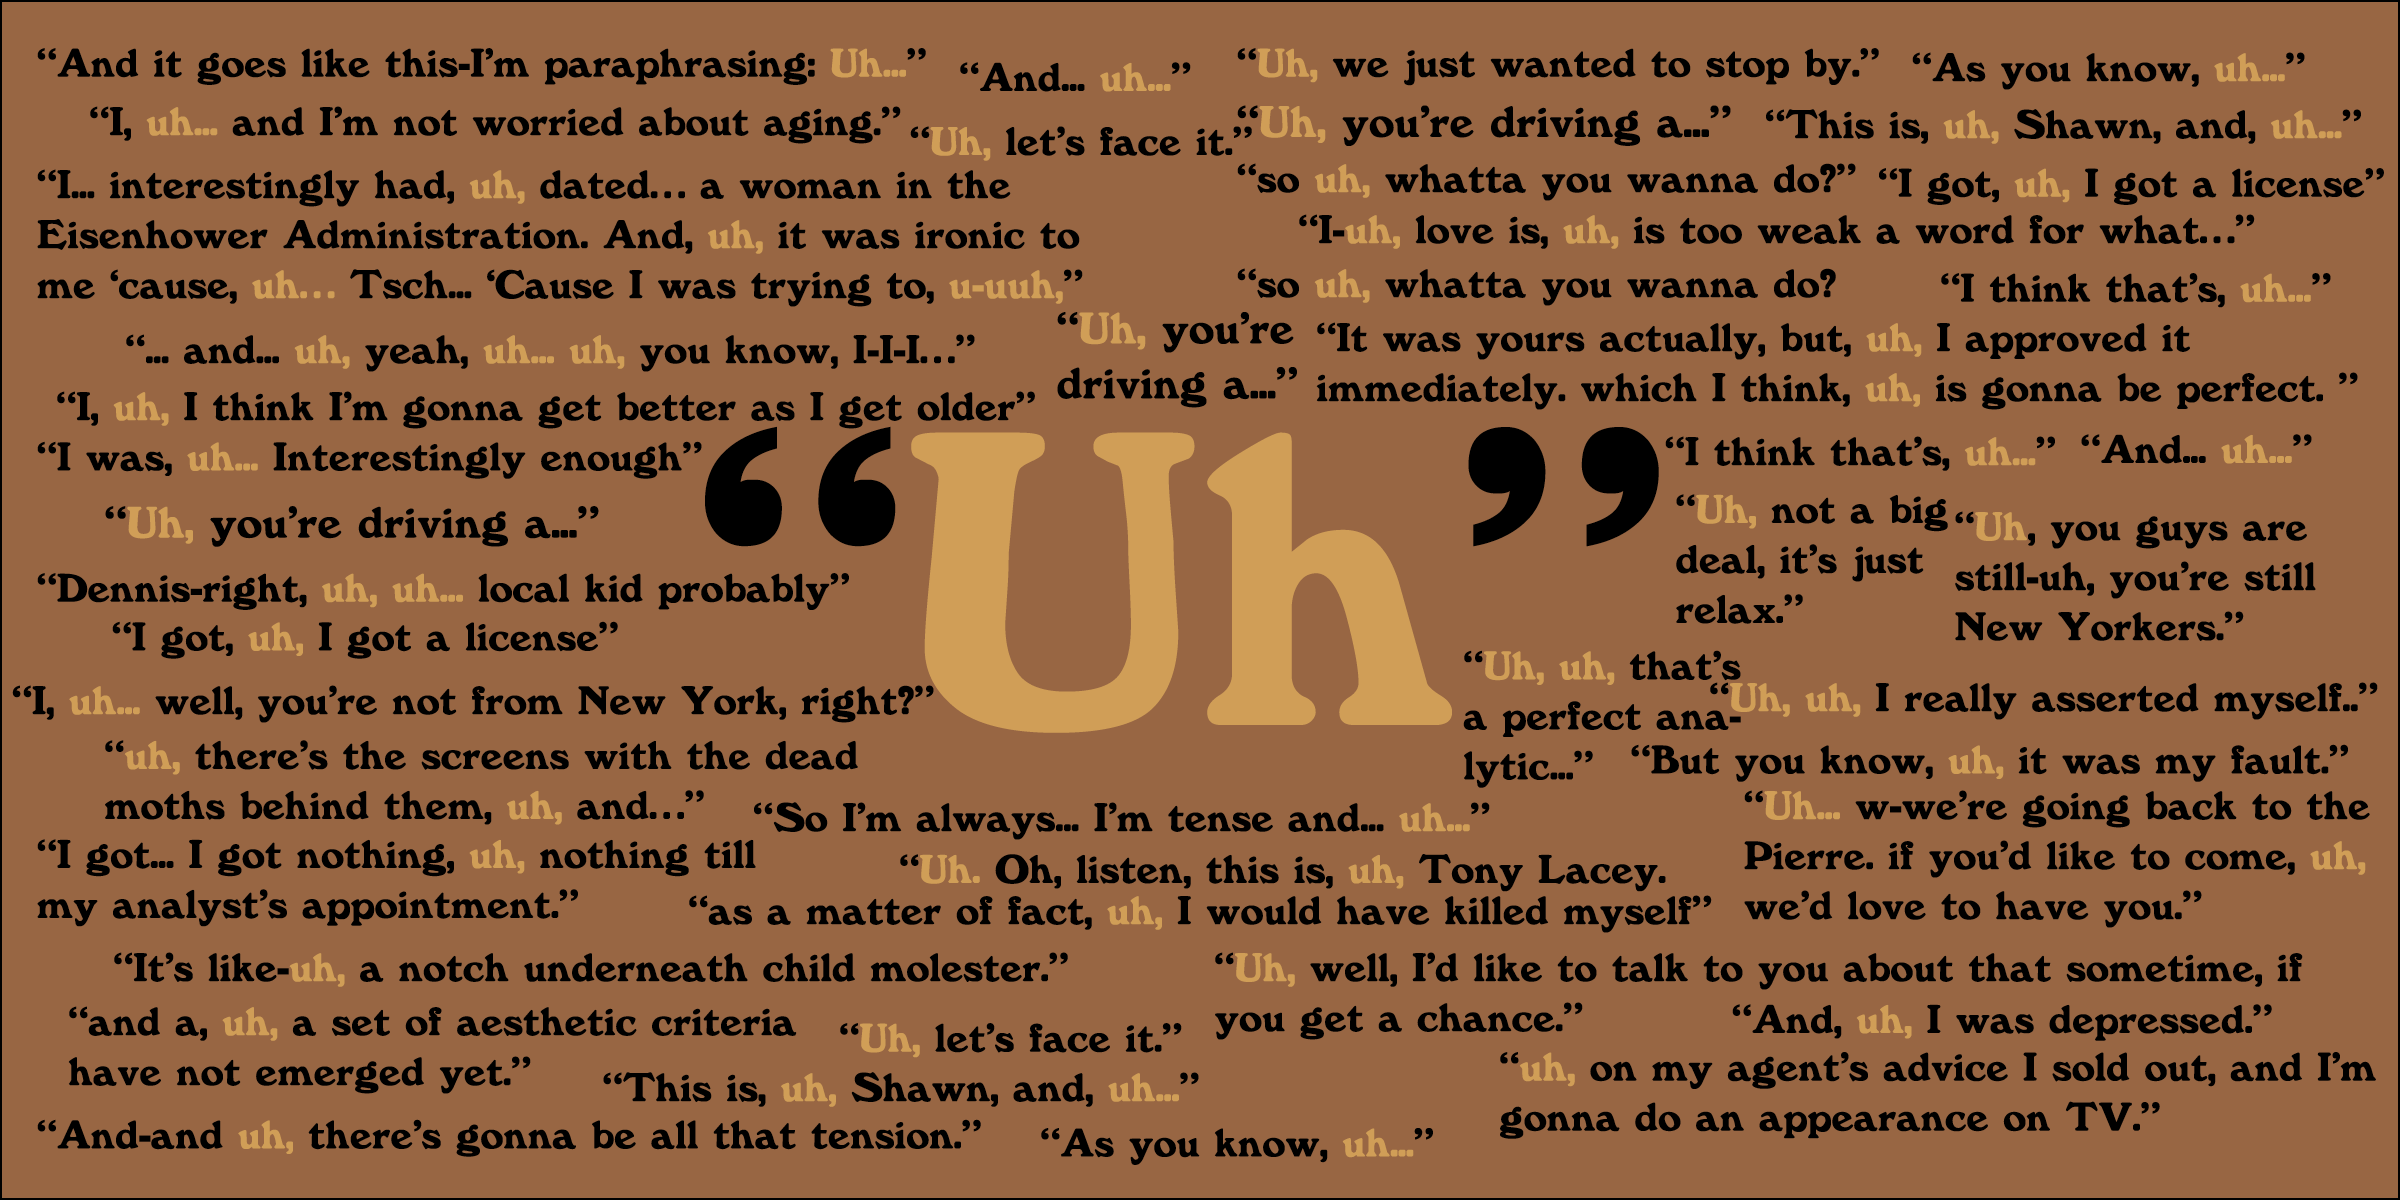 “And it goes like this-I’m paraphrasing: Uh...”
“And... uh...”
“Uh, we just wanted to stop by.”
“As you know, uh...”
“I, uh... and I’m not worried about aging.”
“Uh, let’s face it.”
“Uh, you’re driving a...”
“This is, uh, Shawn, and, uh...”
“I... interestingly had, uh, dated... a woman in the
Eisenhower Administration. And, uh, it was ironic to
me ‘cause, uh... Tsch... ‘Cause I was trying to, u-uuh,”
“so uh, whatta you wanna do?”
“I got, uh, I got a license”
“I-uh, love is, uh, is too weak a word for what...”
“so uh, whatta you wanna do?
“I think that’s, uh...”
“... and... uh, yeah, uh... uh, you know, I-I-I...”
“Uh, you’re
driving a...”
“It was yours actually, but, uh, I approved it
immediately. which I think, uh, is gonna be perfect. ”
“I, uh, I think I’m gonna get better as I get older”
“I was, uh... Interestingly enough”
“Uh”
“I think that’s, uh...”
“And... uh...”
“Uh, you’re driving a...”
“Uh, not a big
deal, it’s just
relax.”
“Uh, you guys are
still-uh, you’re still
New Yorkers.”
“Dennis-right, uh, uh... local kid probably”
“I got, uh, I got a license”
“I, uh... well, you’re not from New York, right?”
“Uh, uh, that’s
a perfect ana-
lytic...”
“Uh, uh, I really asserted myself..”
“uh, there’s the screens with the dead
moths behind them, uh, and...”
“But you know, uh, it was my fault.”
“So I’m always... I’m tense and... uh...”
“Uh... w-we’re going back to the
Pierre. if you’d like to come, uh,
we’d love to have you.”
“I got... I got nothing, uh, nothing till
my analyst’s appointment.”
“Uh. Oh, listen, this is, uh, Tony Lacey.
“as a matter of fact, uh, I would have killed myself”
“It’s like-uh, a notch underneath child molester.”
“Uh, well, I’d like to talk to you about that sometime, if
you get a chance.”
“and a, uh, a set of aesthetic criteria
have not emerged yet.”
“Uh, let’s face it.”
“And, uh, I was depressed.”
“This is, uh, Shawn, and, uh...”
“uh, on my agent’s advice I sold out, and I’m
gonna do an appearance on TV.”
“And-and uh, there’s gonna be all that tension.”
“As you know, uh...”